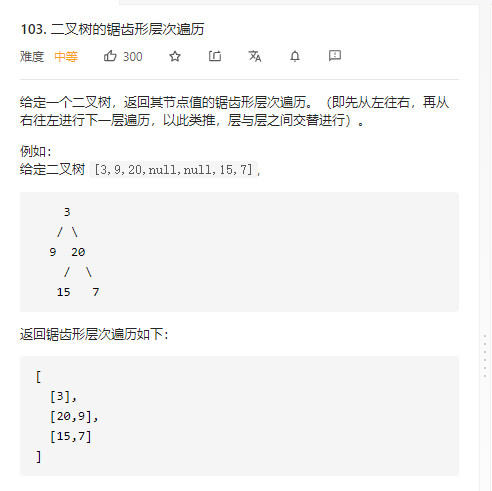 103. 二叉树的锯齿形层次遍历
难度 中等 300
给定一个二叉树，返回其节点值的锯齿形层次遍历。（即先从左往右，再从
右往左进行下一层遍历，以此类推，层与层之间交替进行）。
例如：
给定二叉树 [3,9,20,null,null,15,7],
3
/ \
9 20
/ \
15 7
返回锯齿形层次遍历如下：
[
[3],
[20,9],
[15,7]
]